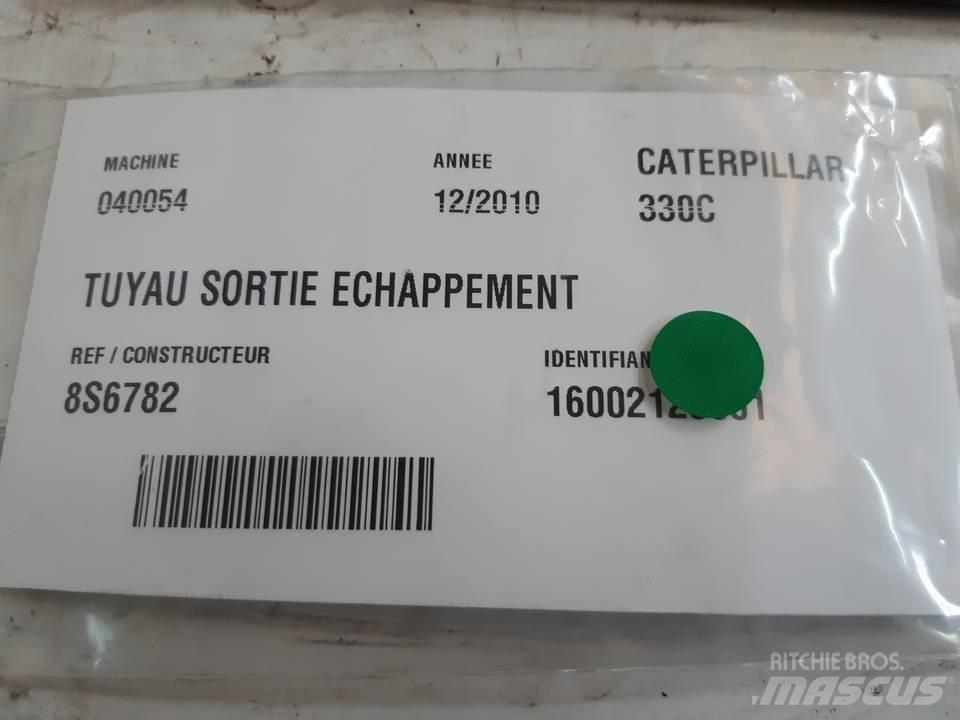 MACHINE ANNEE CATERPILLAR
040054 12/2010 330C
TUYAU SORTIE ECHAPPEMENT
REF / CONSTRUCTEUR
8S6782
RITCHIE BROS.
MASCUS